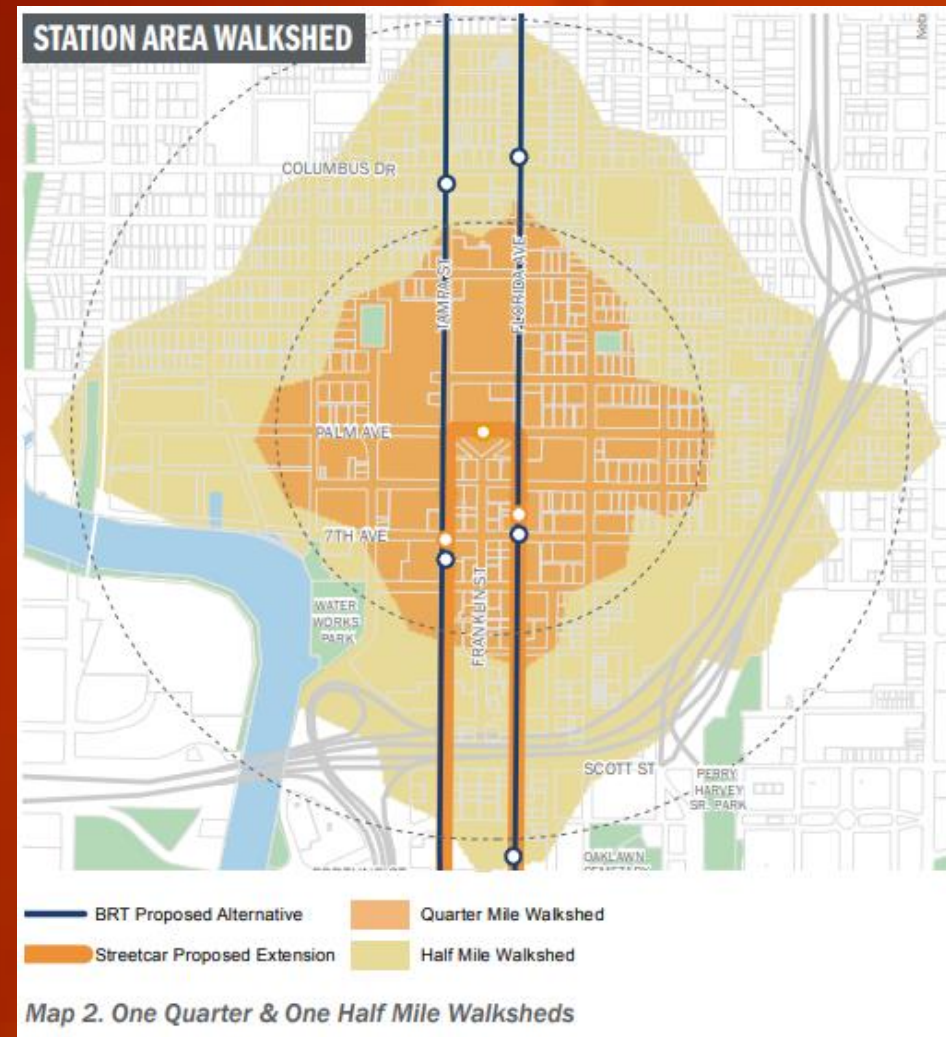 STATION AREA WALKSHED
COLUMBUS DR
TAMPA ST
FLORIDA AVE
PALM AVE
7TH AVE
FRANKLIN ST
WATER
WORKS
PARK
SCOTT ST
PERRY
HARVEY
SR. PARK
OAKLAWN
BRT Proposed Alternative
Quarter Mile Walkshed
Streetcar Proposed Extension
Half Mile Walkshed
Map 2. One Quarter & One Half Mile Walksheds